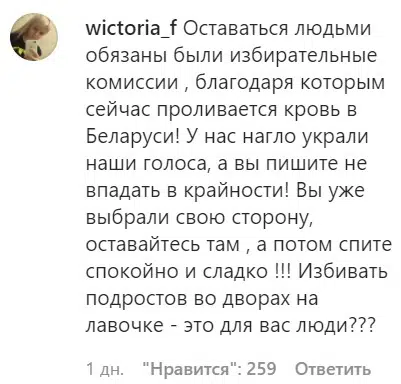 wictoria_f Оставаться людьми
обязаны были избирательные
комиссии , благодаря которым
сейчас проливается кровь в
Беларуси! У нас нагло украли
наши голоса, а вы пишите не
впадать в крайности! Вы уже
выбрали свою сторону,
оставайтесь там , а потом спите
спокойно и сладко !!! Избивать
подростов во дворах на
лавочке - это для вас люди???
1 дн. "Нравится": 259 Ответить